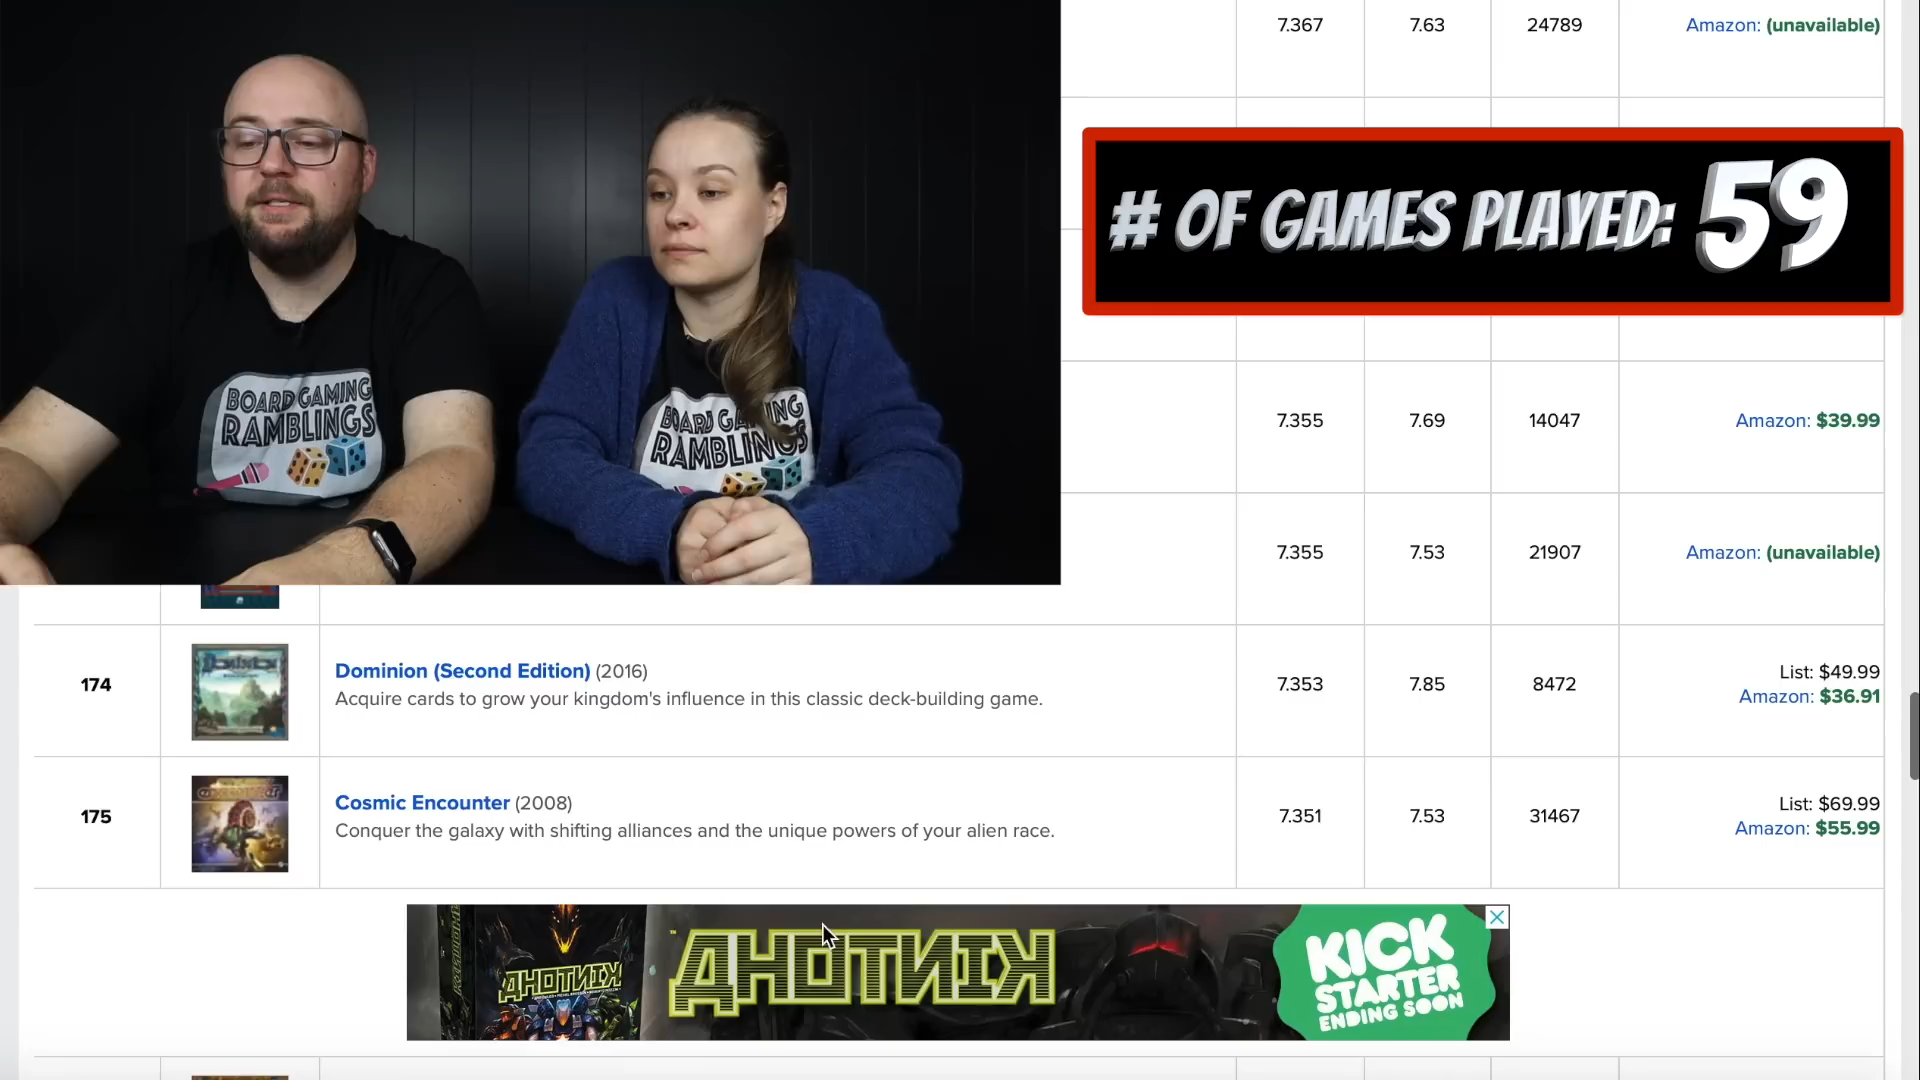 7.367 7.63 24789 Amazon: (unavailable)
# OF GAMES PLAYED: 59
BOARD GAMING
RAMBLINGS
BOARD GAMING
RAMBLINGS
7.355 7.69 14047 Amazon: $39.99
7.355 7.53 21907 Amazon: (unavailable)
174 Dominion (Second Edition) (2016) 7.353 7.85 8472 List: $49.99
Acquire cards to grow your kingdom's influence in this classic deck-building game. Amazon: $36.91
175 Cosmic Encounter (2008) 7.351 7.53 31467 List: $69.99
Conquer the galaxy with shifting alliances and the unique powers of your alien race. Amazon: $55.99
KICK
STARTER
ENDING SOON